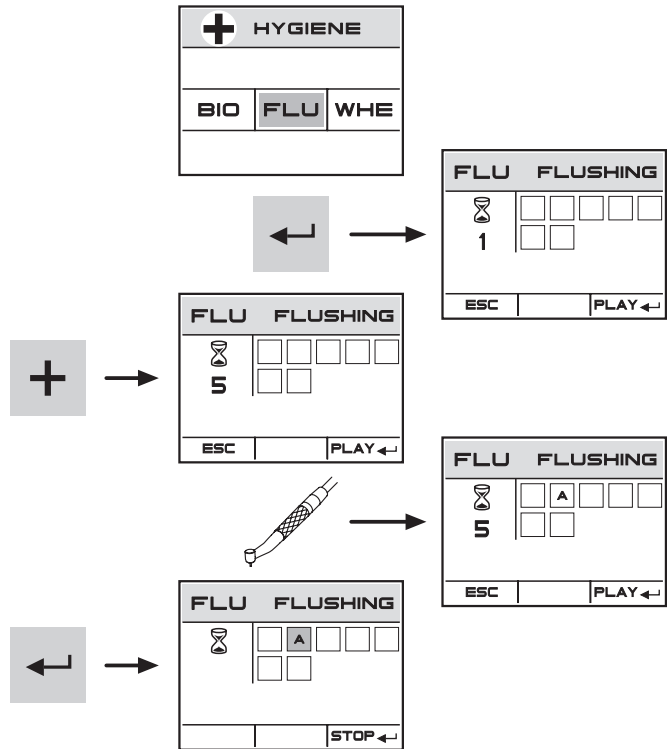 HYGIENE
BIO FLU WHE
FLU FLUSHING
1
ESC PLAY
+
FLU FLUSHING
5
ESC PLAY
FLU FLUSHING
A
5
ESC PLAY
FLU FLUSHING
A
STOP